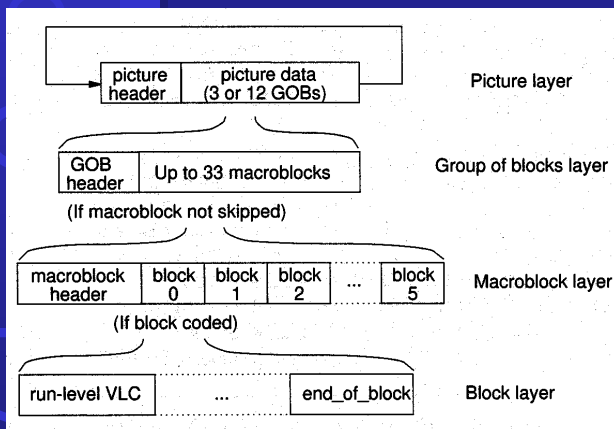 picture header
picture data (3 or 12 GOBs)
Picture layer
GOB header
Up to 33 macroblocks
Group of blocks layer
(If macroblock not skipped)
macroblock header
block 0
block 1
block 2
...
block 5
Macroblock layer
(If block coded)
run-level VLC
...
end_of_block
Block layer